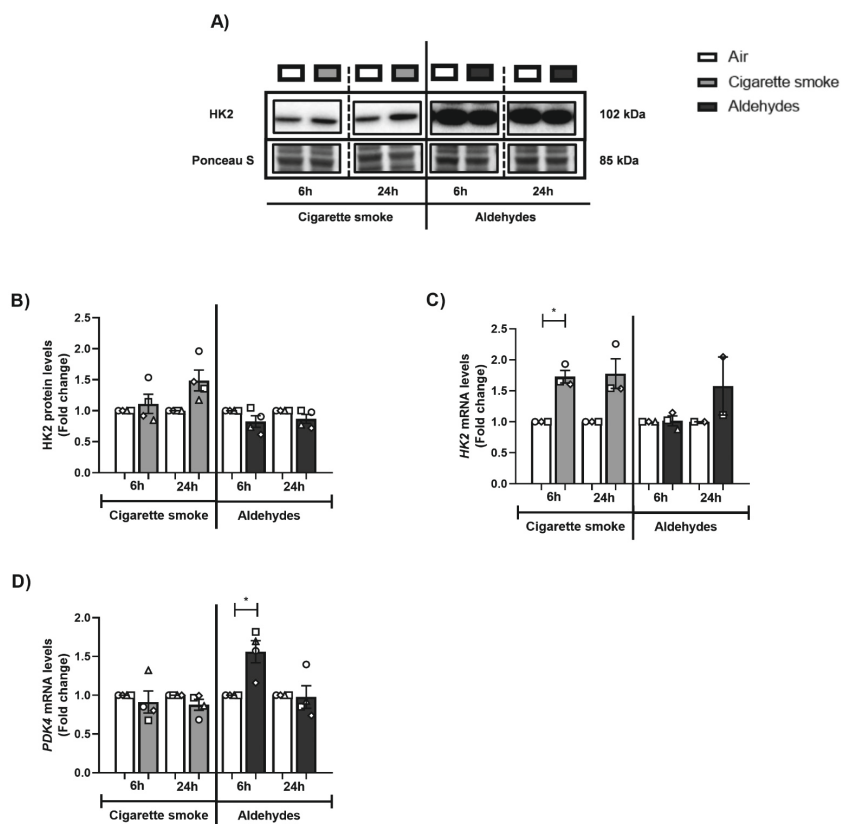 A)
Air
Cigarette smoke
Aldehydes
HK2
102 kDa
Ponceau S
85 kDa
6h 24h 6h 24h
Cigarette smoke Aldehydes
B)
HK2 protein levels
(Fold change)
2.5
2.0
1.5
1.0
0.5
0.0
6h 24h 6h 24h
Cigarette smoke Aldehydes
C)
HK2 mRNA levels
(Fold change)
2.5
2.0
1.5
1.0
0.5
0.0
*
6h 24h 6h 24h
Cigarette smoke Aldehydes
D)
PDK4 mRNA levels
(Fold change)
2.0
1.5
1.0
0.5
0.0
*
6h 24h 6h 24h
Cigarette smoke Aldehydes